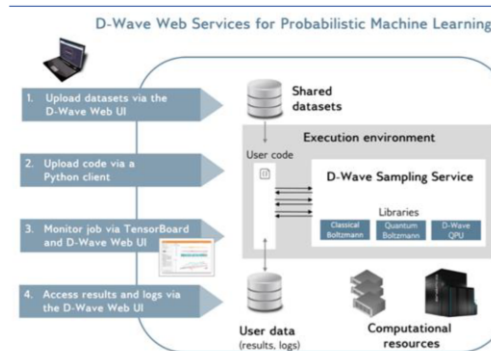 D-Wave Web Services for Probabilistic Machine Learning
1. Upload datasets via the
D-Wave Web UI
2. Upload code via a
Python client
3. Monitor job via TensorBoard
and D-Wave Web UI
4. Access results and logs via
the D-Wave Web UI
Shared
datasets
Execution environment
User code
D-Wave Sampling Service
Libraries
Classical
Boltzmann
Quantum
Boltzmann
D-Wave
QPU
User data
(results, logs)
Computational
resources